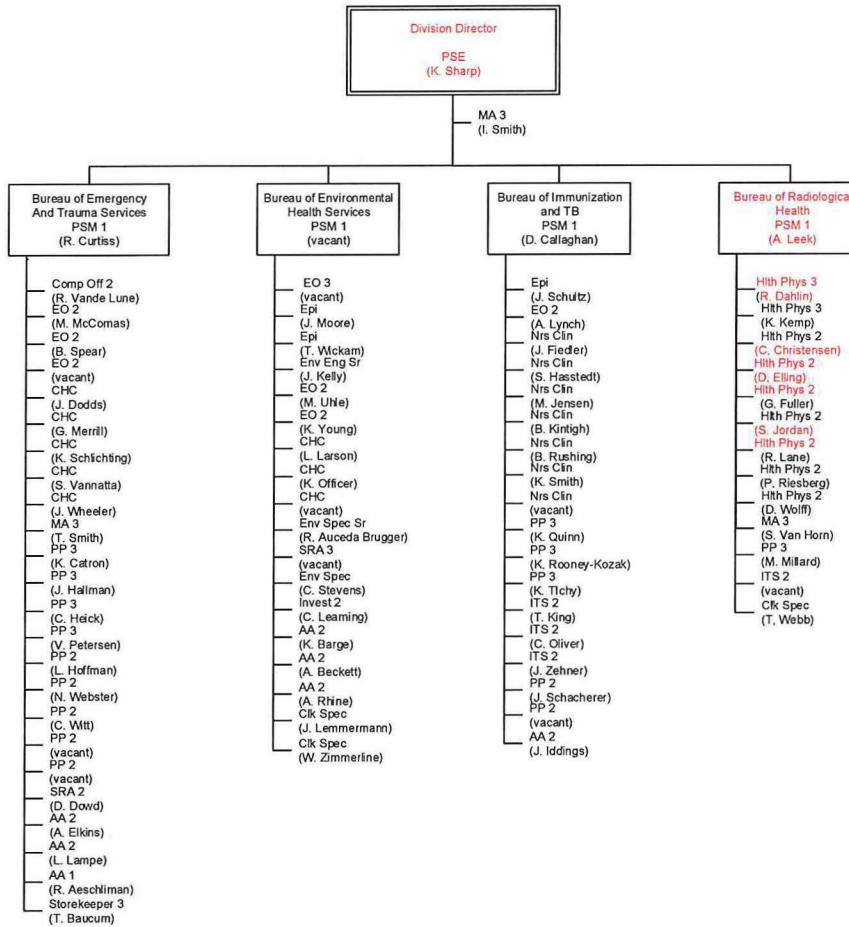 Division Director
PSE
(K. Sharp)
MA 3
(I. Smith)
Bureau of Emergency
And Trauma Services
PSM 1
(R. Curtiss)
Comp Off 2
(R. Vande Lune)
EO 2
(M. McComas)
EO 2
(B. Spear)
EO 2
(vacant)
CHC
(J. Dodds)
CHC
(G. Merrill)
CHC
(K. Schlichting)
CHC
(S. Vannatta)
CHC
(J. Wheeler)
MA 3
(T. Smith)
PP 3
(K. Catron)
PP 3
(J. Hallman)
PP 3
(C. Heick)
PP 3
(V. Petersen)
PP 2
(L. Hoffman)
PP 2
(N. Webster)
PP 2
(C. Witt)
PP 2
(vacant)
PP 2
(vacant)
SRA 2
(D. Dowd)
AA 2
(A. Elkins)
AA 2
(L. Lampe)
AA 1
(R. Aeschliman)
Storekeeper 3
(T. Baucum)
Bureau of Environmental
Health Services
PSM 1
(vacant)
EO 3
(vacant)
Epi
(J. Moore)
Epi
(T. Wickam)
Env Eng Sr
(J. Kelly)
EO 2
(M. Uhle)
EO 2
(K. Young)
CHC
(L. Larson)
CHC
(K. Officer)
CHC
(vacant)
Env Spec Sr
(R. Auceda Brugger)
SRA 3
(vacant)
Env Spec
(C. Stevens)
Invest 2
(C. Leaming)
AA 2
(K. Barge)
AA 2
(A. Beckett)
AA 2
(A. Rhine)
Clk Spec
(J. Lemmermann)
Clk Spec
(W. Zimmerline)
Bureau of Immunization
and TB
PSM 1
(D. Callaghan)
Epi
(J. Schultz)
EO 2
(A. Lynch)
Nrs Clin
(J. Fiedler)
Nrs Clin
(S. Hasstedt)
Nrs Clin
(M. Jensen)
Nrs Clin
(B. Kintigh)
Nrs Clin
(B. Rushing)
Nrs Clin
(K. Smith)
Nrs Clin
(vacant)
PP 3
(K. Quinn)
PP 3
(K. Rooney-Kozak)
PP 3
(K. TIchy)
ITS 2
(T. King)
ITS 2
(C. Oliver)
ITS 2
(J. Zehner)
PP 2
(J. Schacherer)
PP 2
(vacant)
AA 2
(J. Iddings)
Bureau of Radiological
Health
PSM 1
(A. Leek)
Hlth Phys 3
(R. Dahlin)
Hlth Phys 3
(K. Kemp)
Hlth Phys 2
(C. Christensen)
Hlth Phys 2
(D. Elling)
Hlth Phys 2
(G. Fuller)
Hlth Phys 2
(S. Jordan)
Hlth Phys 2
(R. Lane)
Hlth Phys 2
(P. Riesberg)
Hlth Phys 2
(D. Wolff)
MA 3
(S. Van Horn)
PP 3
(M. Millard)
ITS 2
(vacant)
Clk Spec
(T, Webb)